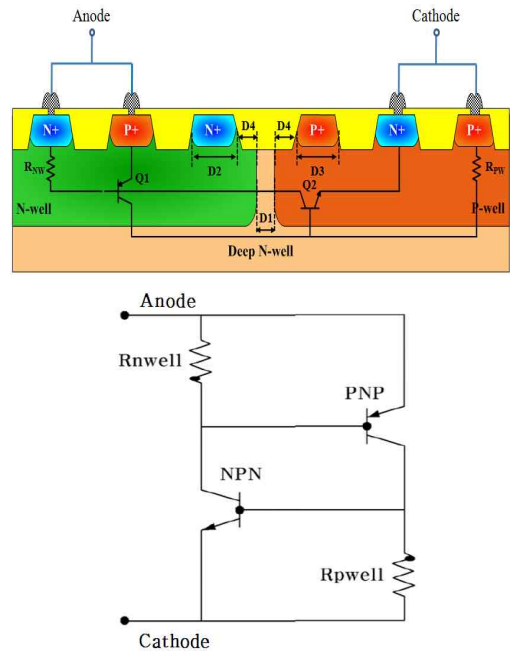 Anode Cathode
N+ P+ N+ D4 D4 P+ N+ P+
RNW Q1 D2 D3 Q2 RPW
N-well D1 P-well
Deep N-well
Anode
Rnwell
PNP
NPN
Rpwell
Cathode